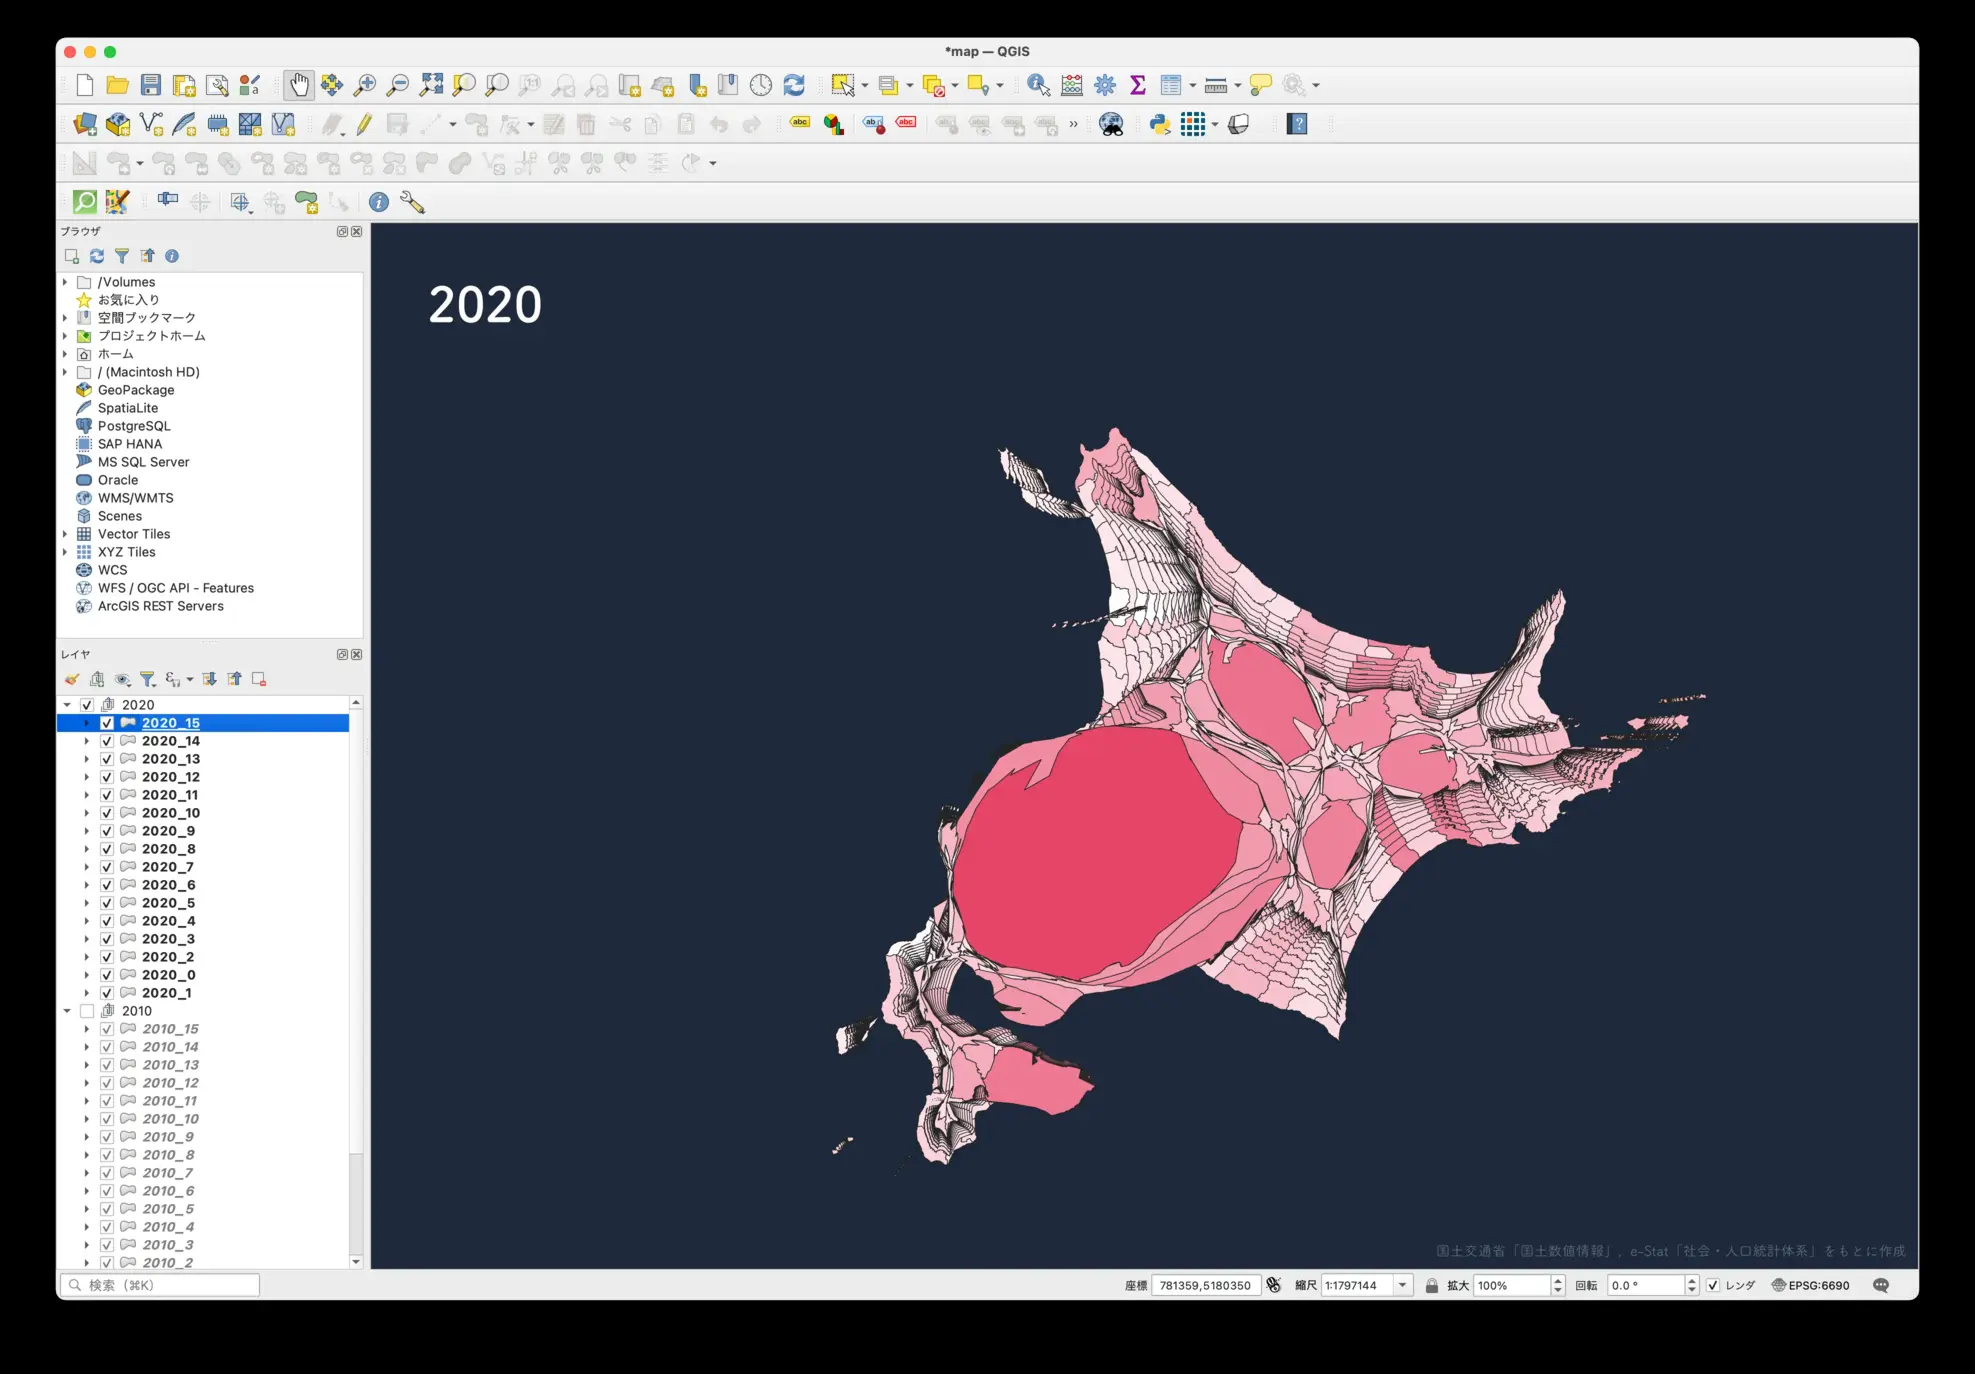 *map — QGIS
ブラウザ
/Volumes
お気に入り
空間ブックマーク
プロジェクトホーム
ホーム
/ (Macintosh HD)
GeoPackage
SpatiaLite
PostgreSQL
SAP HANA
MS SQL Server
Oracle
WMS/WMTS
Scenes
Vector Tiles
XYZ Tiles
WCS
WFS / OGC API - Features
ArcGIS REST Servers
レイヤ
2020
2020_15
2020_14
2020_13
2020_12
2020_11
2020_10
2020_9
2020_8
2020_7
2020_6
2020_5
2020_4
2020_3
2020_2
2020_0
2020_1
2010
2010_15
2010_14
2010_13
2010_12
2010_11
2010_10
2010_9
2010_8
2010_7
2010_6
2010_5
2010_4
2010_3
2010_2
2020
国土交通省「国土数値情報」, e-Stat「社会・人口統計体系」をもとに作成
検索 (⌘K)
座標 781359,5180350 縮尺 1:1797144 拡大 100% 回転 0.0 ° レンダ EPSG:6690